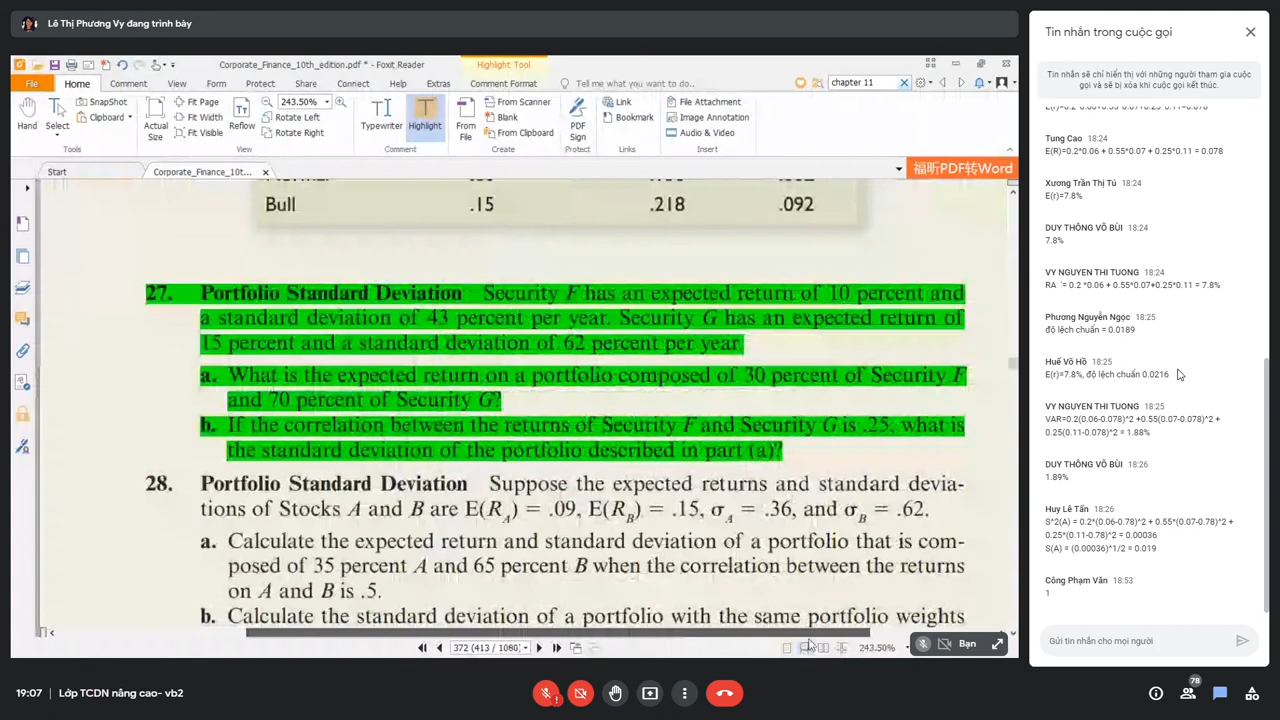 Lê Thị Phương Vy đang trình bày
Corporate_Finance_10th_edition.pdf * - Foxit Reader
Highlight Tool
File Home Comment View Form Protect Share Connect Help Extras Tell me what you want to do... chapter 11
Hand
Select
SnapShot
Clipboard
Tools
Actual Size
Fit Page
Fit Width
Fit Visible
Reflow
243.50%
Rotate Left
Rotate Right
View
Typewriter
Highlight
Comment
From File
From Scanner
Blank
From Clipboard
Create
PDF Sign
Protect
Link
Bookmark
Links
File Attachment
Image Annotation
Audio & Video
Insert
Start
Corporate_Finance_10t...
福昕PDF转Word
Bull .15 .218 .092
27. Portfolio Standard Deviation Security F has an expected return of 10 percent and
a standard deviation of 43 percent per year. Security G has an expected return of
15 percent and a standard deviation of 62 percent per year.
a. What is the expected return on a portfolio composed of 30 percent of Security F
and 70 percent of Security G?
b. If the correlation between the returns of Security F and Security G is .25, what is
the standard deviation of the portfolio described in part (a)?
28. Portfolio Standard Deviation Suppose the expected returns and standard devia-
tions of Stocks A and B are E(R_A) = .09, E(R_B) = .15, σ_A = .36, and σ_B = .62.
a. Calculate the expected return and standard deviation of a portfolio that is com-
posed of 35 percent A and 65 percent B when the correlation between the returns
on A and B is .5.
b. Calculate the standard deviation of a portfolio with the same portfolio weights
372 (413 / 1080)
243.50%
Bạn
Tin nhắn trong cuộc gọi
Tin nhắn sẽ chỉ hiển thị với những người tham gia cuộc
gọi và sẽ bị xóa khi cuộc gọi kết thúc.
Tung Cao 18:24
E(R)=0.2*0.06 + 0.55*0.07 + 0.25*0.11 = 0.078
Xương Trần Thị Tú 18:24
E(r)=7.8%
DUY THÔNG VÕ BÙI 18:24
7.8%
VY NGUYEN THI TUONG 18:24
RA `= 0.2 *0.06 + 0.55*0.07+0.25*0.11 = 7.8%
Phương Nguyễn Ngọc 18:25
độ lệch chuẩn = 0.0189
Huế Võ Hồ 18:25
E(r)=7.8%, độ lệch chuẩn 0.0216
VY NGUYEN THI TUONG 18:25
VAR=0.2(0.06-0.078)^2 +0.55(0.07-0.078)^2 +
0.25(0.11-0.078)^2 = 1.88%
DUY THÔNG VÕ BÙI 18:26
1.89%
Huy Lê Tấn 18:26
S^2(A) = 0.2*(0.06-0.78)^2 + 0.55*(0.07-0.78)^2 +
0.25*(0.11-0.78)^2 = 0.00036
S(A) = (0.00036)^1/2 = 0.019
Công Phạm Văn 18:53
1
Gửi tin nhắn cho mọi người
19:07 Lớp TCDN nâng cao- vb2
78